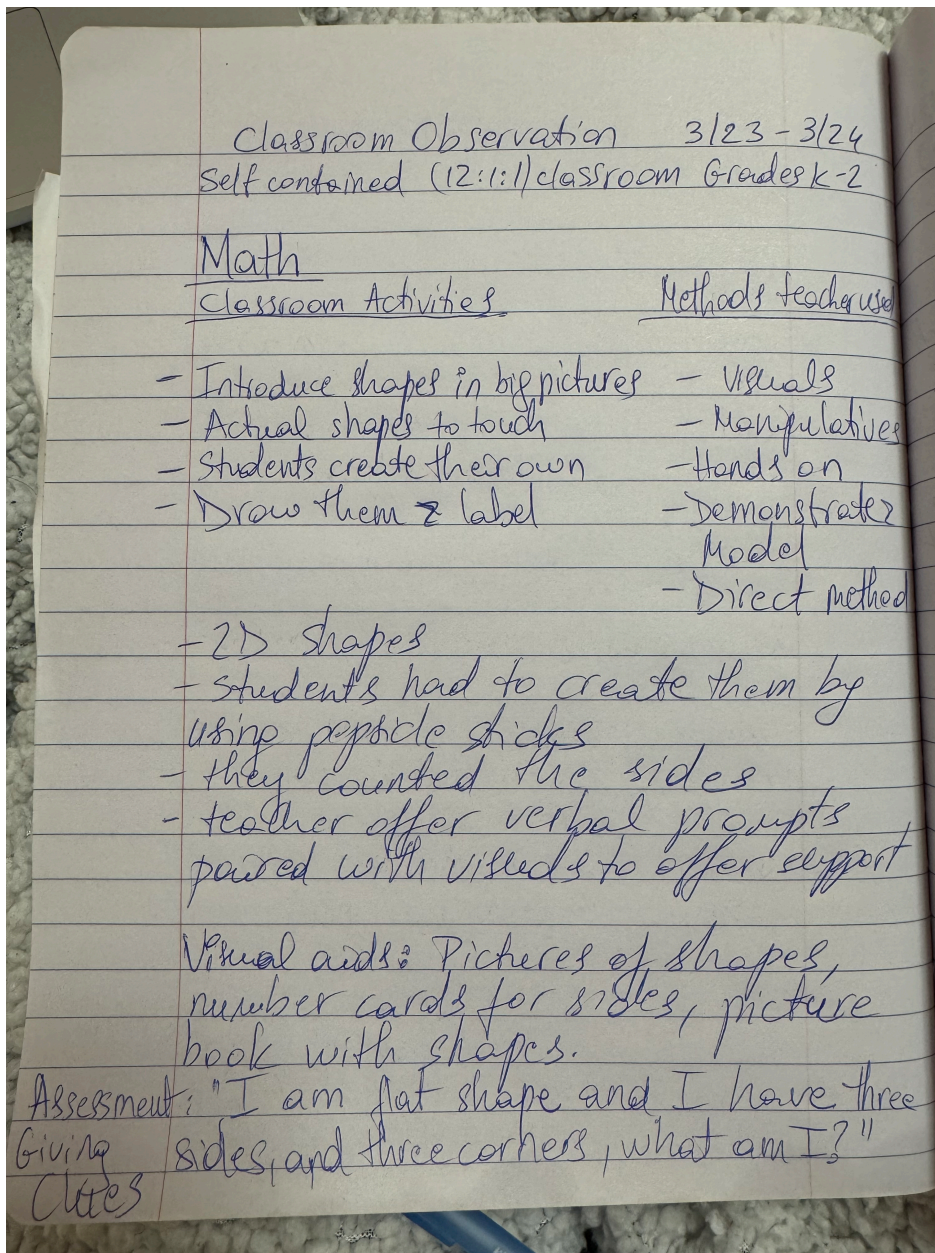 Classroom Observation 3/23 - 3/24
Self contained (12:1:1) classroom Grades K-2
Math
Classroom Activities Methods teacher used
- Introduce shapes in big pictures - Visuals
- Actual shapes to touch - Manipulatives
- Students create their own - Hands on
- Draw them & label - Demonstrate &
Model
- Direct method
- 2D shapes
- students had to create them by
using popside sticks
- they counted the sides
- teacher offer verbal prompts
paired with visuals to offer support
Visual aids: Pictures of shapes,
number cards for sides, picture
book with shapes.
Assessment: "I am flat shape and I have three
Giving sides, and three corners, what am I?"
Clues